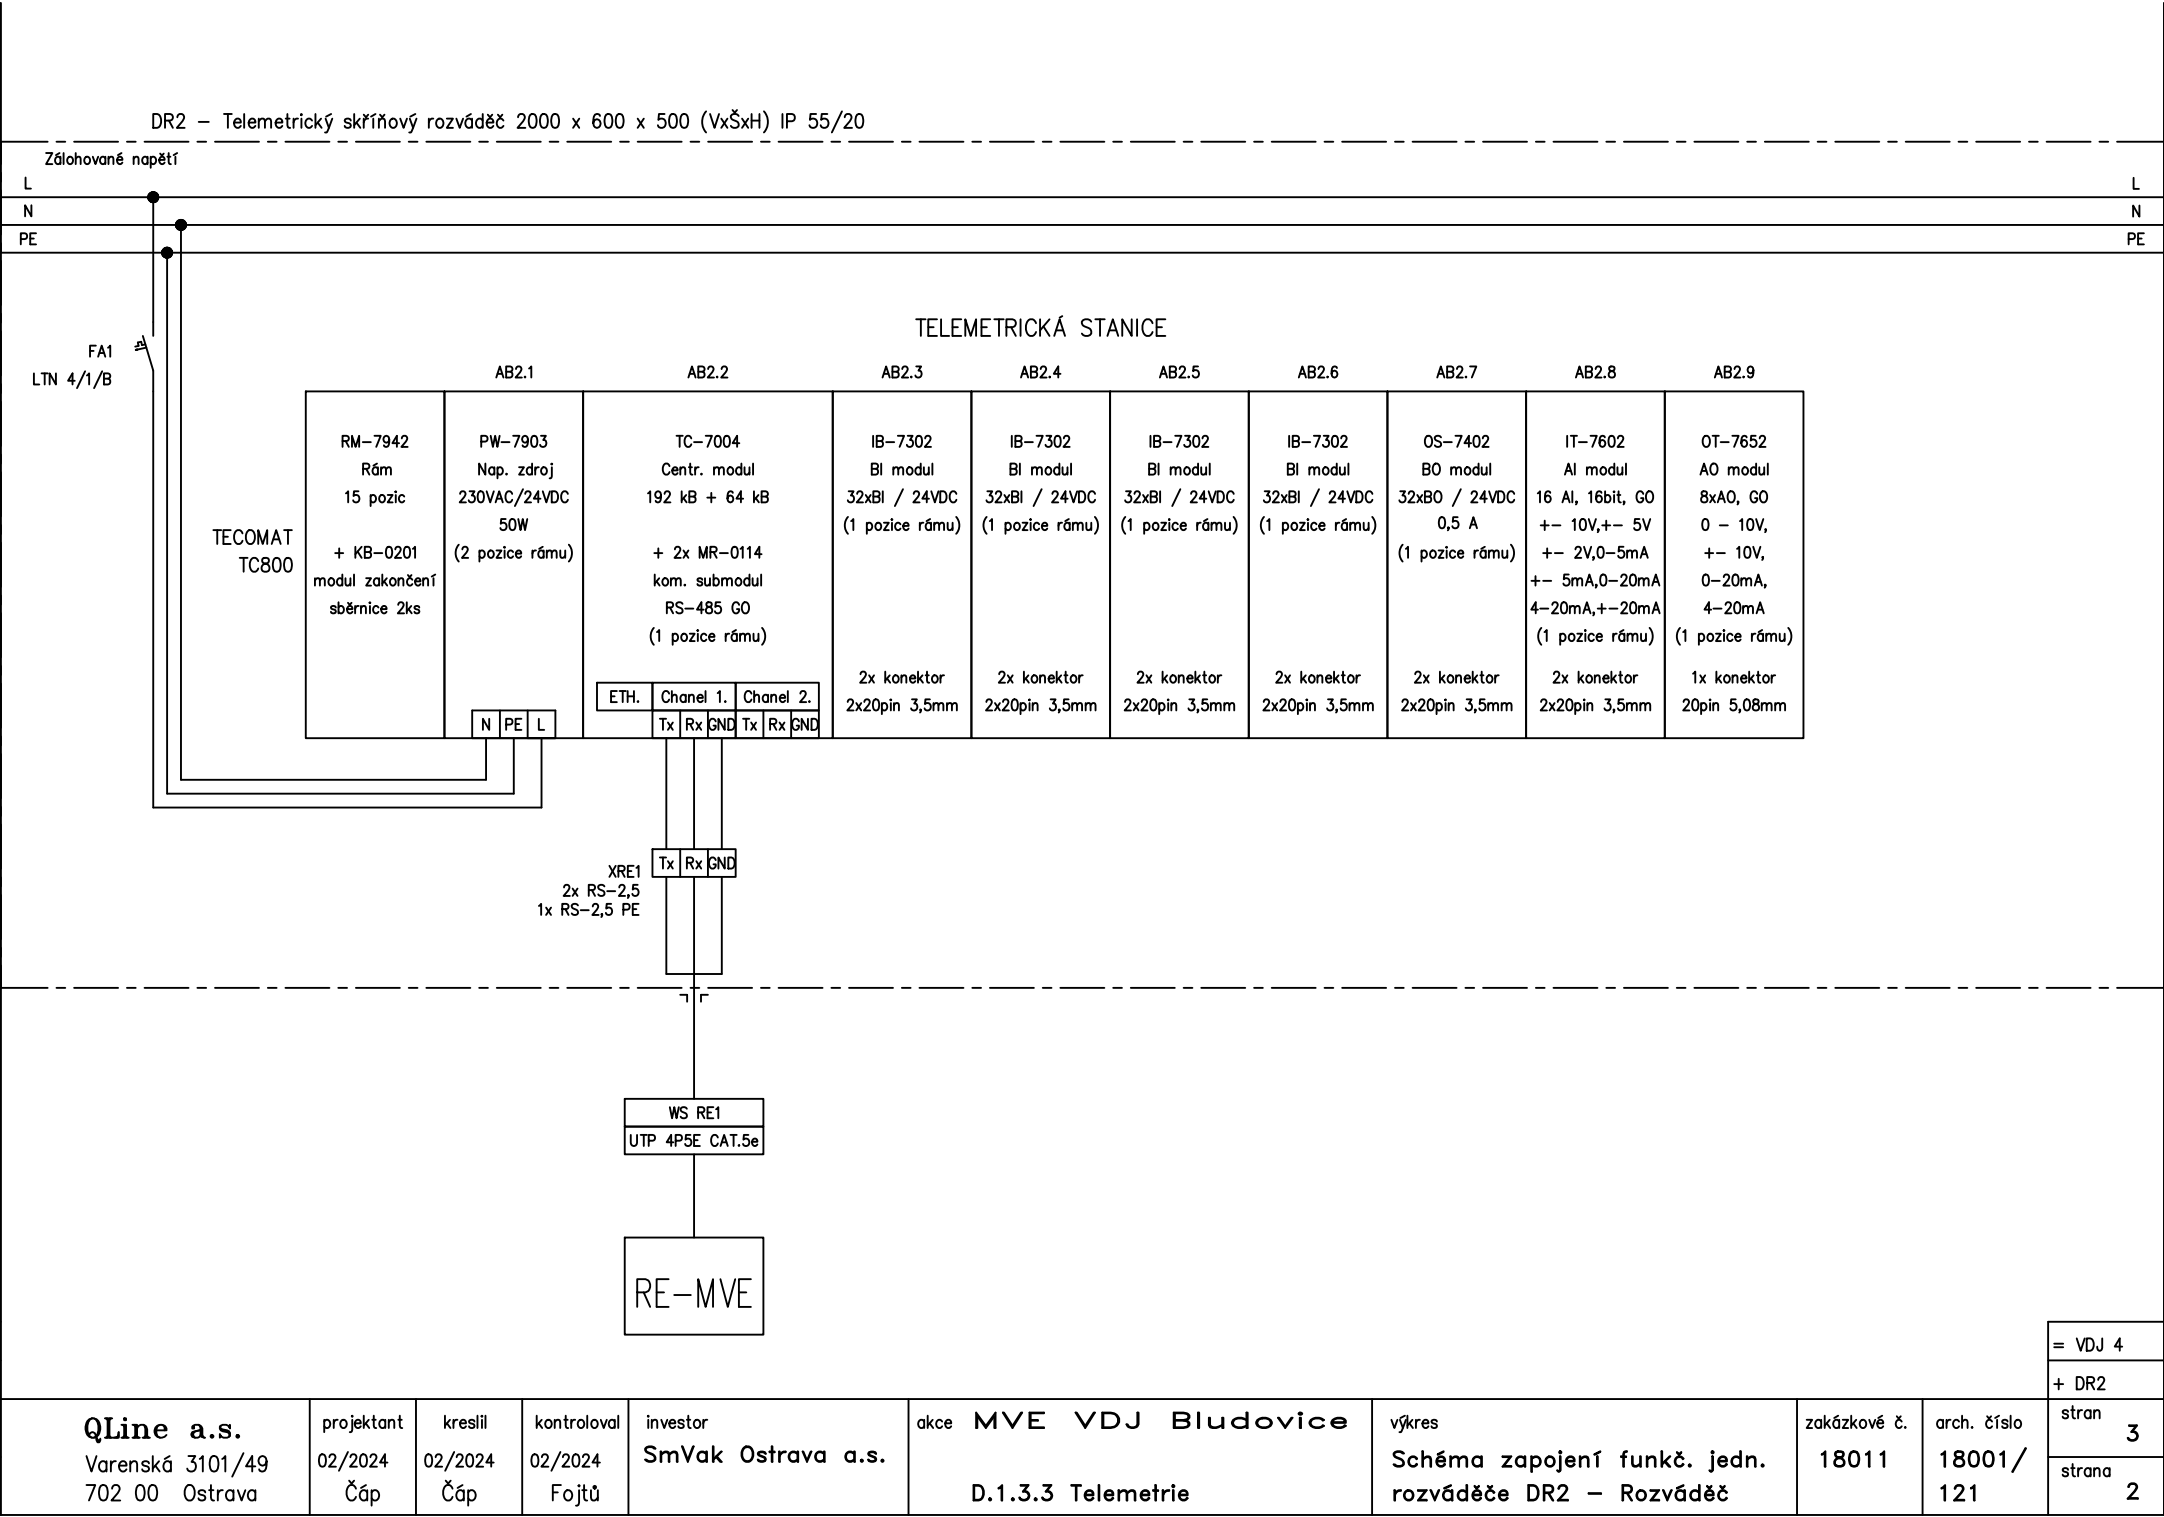 DR2 – Telemetrický skříňový rozváděč 2000 x 600 x 500 (VxŠxH) IP 55/20
Zálohované napětí
L
L
N
N
PE
PE
TELEMETRICKÁ STANICE
FA1
LTN 4/1/B
TECOMAT
TC800
RM–7942
Rám
15 pozic
+ KB–0201
modul zakončení
sběrnice 2ks
AB2.1
PW–7903
Nap. zdroj
230VAC/24VDC
50W
(2 pozice rámu)
N PE L
AB2.2
TC–7004
Centr. modul
192 kB + 64 kB
+ 2x MR–0114
kom. submodul
RS–485 GO
(1 pozice rámu)
ETH. Chanel 1. Chanel 2.
Tx Rx GND Tx Rx GND
AB2.3
IB–7302
BI modul
32xBI / 24VDC
(1 pozice rámu)
2x konektor
2x20pin 3,5mm
AB2.4
IB–7302
BI modul
32xBI / 24VDC
(1 pozice rámu)
2x konektor
2x20pin 3,5mm
AB2.5
IB–7302
BI modul
32xBI / 24VDC
(1 pozice rámu)
2x konektor
2x20pin 3,5mm
AB2.6
IB–7302
BI modul
32xBI / 24VDC
(1 pozice rámu)
2x konektor
2x20pin 3,5mm
AB2.7
OS–7402
BO modul
32xBO / 24VDC
0,5 A
(1 pozice rámu)
2x konektor
2x20pin 3,5mm
AB2.8
IT–7602
AI modul
16 AI, 16bit, GO
+– 10V,+– 5V
+– 2V,0–5mA
+– 5mA,0–20mA
4–20mA,+–20mA
(1 pozice rámu)
2x konektor
2x20pin 3,5mm
AB2.9
OT–7652
AO modul
8xAO, GO
0 – 10V,
+– 10V,
0–20mA,
4–20mA
(1 pozice rámu)
1x konektor
20pin 5,08mm
Tx Rx GND
XRE1
2x RS–2,5
1x RS–2,5 PE
WS RE1
UTP 4P5E CAT.5e
RE–MVE
= VDJ 4
+ DR2
QLine a.s.
Varenská 3101/49
702 00 Ostrava
projektant
02/2024
Čáp
kreslil
02/2024
Čáp
kontroloval
02/2024
Fojtů
investor
SmVak Ostrava a.s.
akce MVE VDJ Bludovice
D.1.3.3 Telemetrie
výkres
Schéma zapojení funkč. jedn.
rozváděče DR2 – Rozváděč
zakázkové č.
18011
arch. číslo
18001/
121
stran
3
strana
2